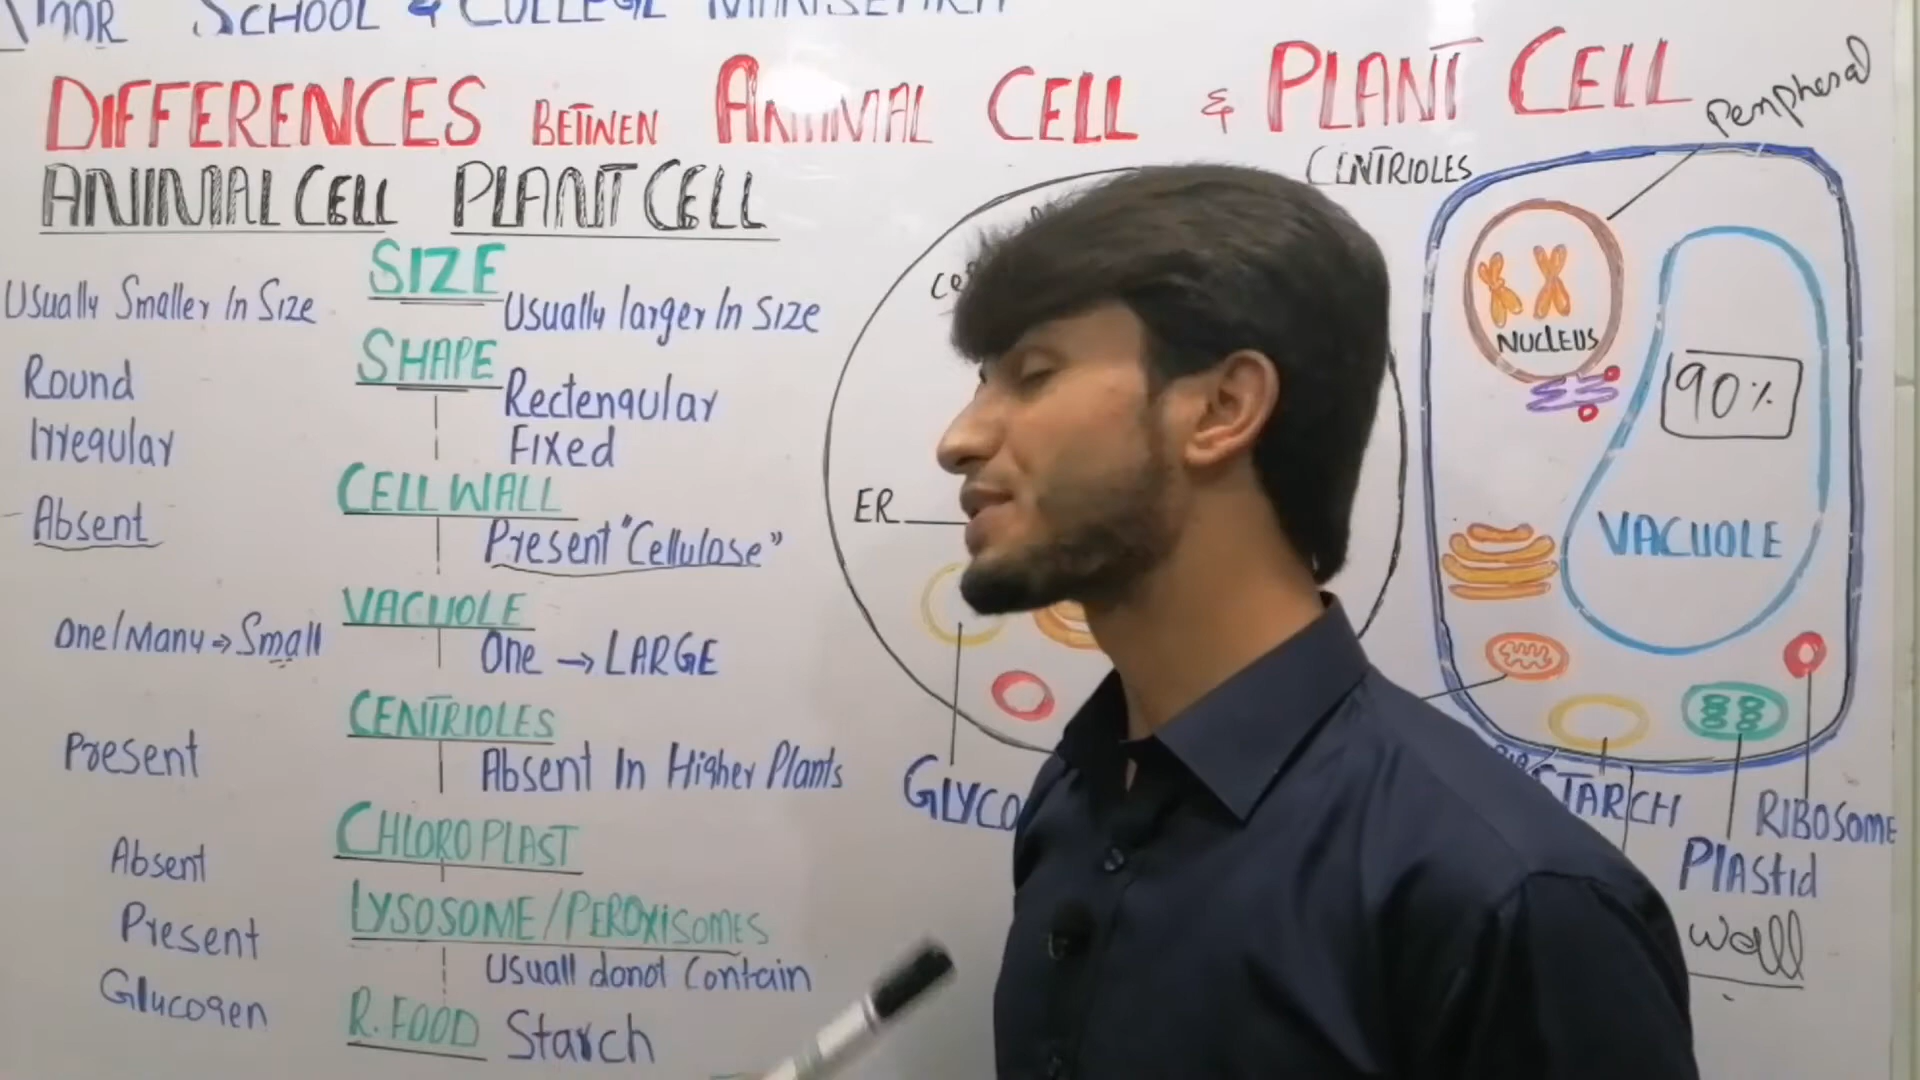 SCHOOL & COLLEGE MANSEHRA
DIFFERENCES BETWEN ANIMAL CELL & PLANT CELL
ANIMAL CELL PLANT CELL
SIZE
Usually Smaller In Size
Usually larger In Size
SHAPE
Round
Rectengular
Irregular
Fixed
CELL WALL
Absent
Present "Cellulose"
VACUOLE
One/Many → Small
One → LARGE
CENTRIOLES
Present
Absent In Higher Plants
CHLOROPLAST
Absent
LYSOSOME/PEROXISOMES
Present
Usuall donot Contain
Glucogen
R.FOOD Starch
ER
GLYCO
CENTRIOLES
Peripheral
NUCLEUS
90%
VACUOLE
STARCH
RIBOSOME
Plastid
Wall